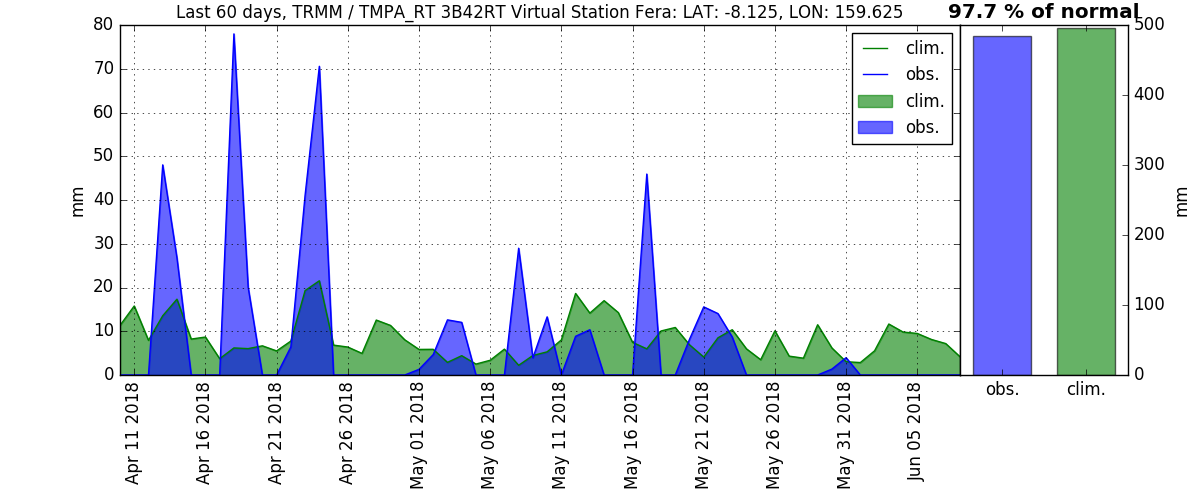 Last 60 days, TRMM / TMPA_RT 3B42RT Virtual Station Fera: LAT: -8.125, LON: 159.625
97.7 % of normal
mm
80
70
60
50
40
30
20
10
0
clim.
obs.
clim.
obs.
Apr 11 2018
Apr 16 2018
Apr 21 2018
Apr 26 2018
May 01 2018
May 06 2018
May 11 2018
May 16 2018
May 21 2018
May 26 2018
May 31 2018
Jun 05 2018
500
400
300
200
100
0
mm
obs.
clim.